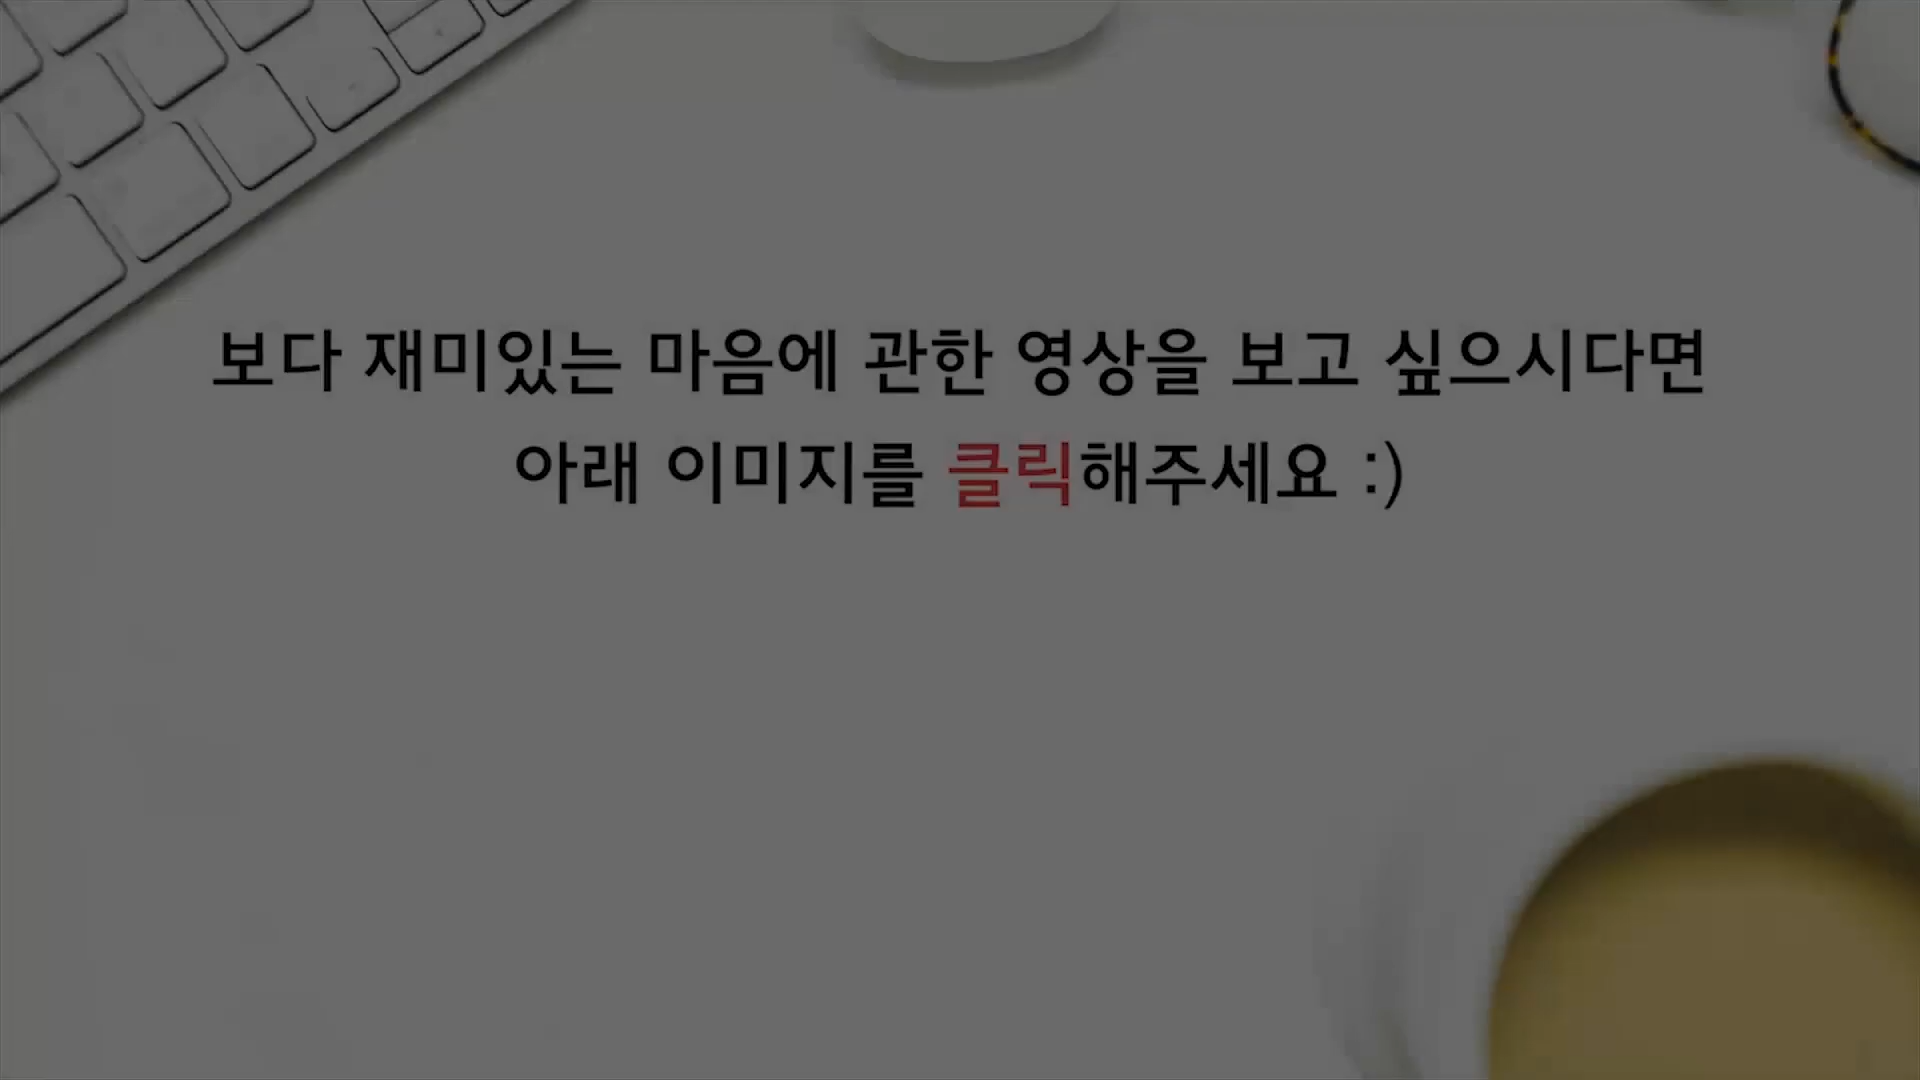 보다 재미있는 마음에 관한 영상을 보고 싶으시다면
아래 이미지를 클릭해주세요 :)